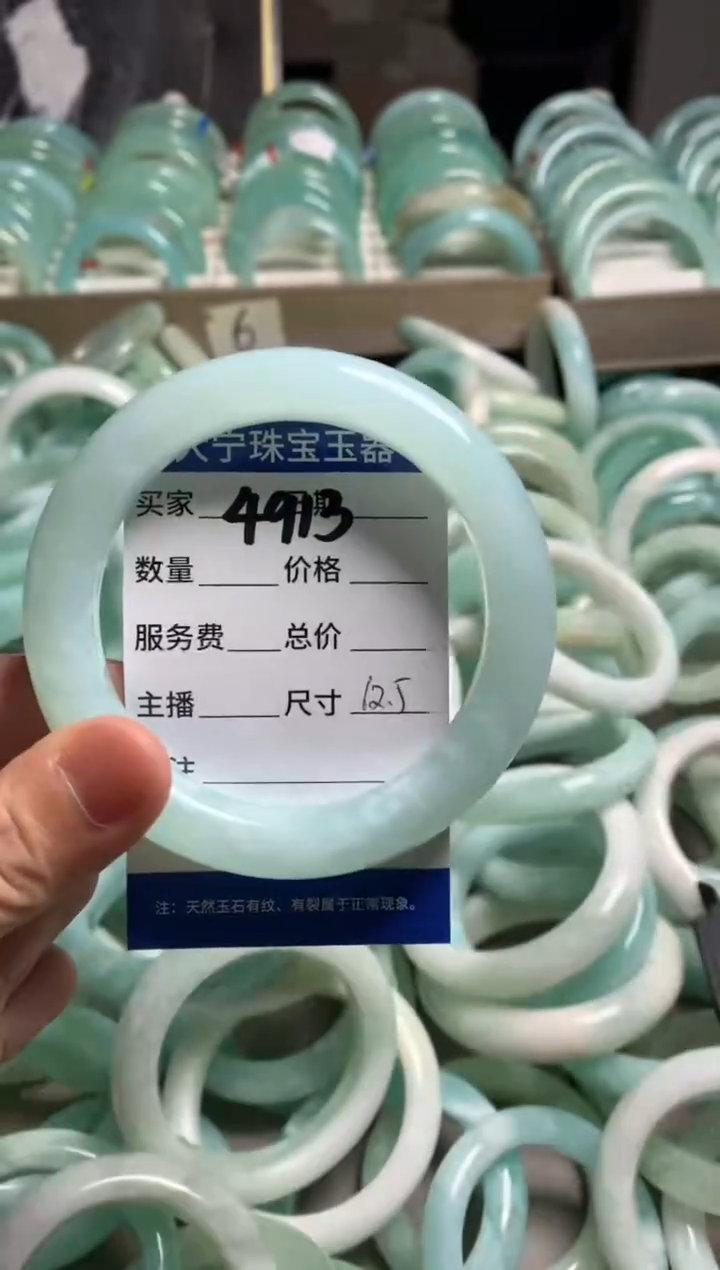 6
宁珠宝玉器
买家 4913 期
数量 价格
服务费 总价
主播 尺寸 12.5
注
注：天然玉石有纹、有裂属于正常现象。